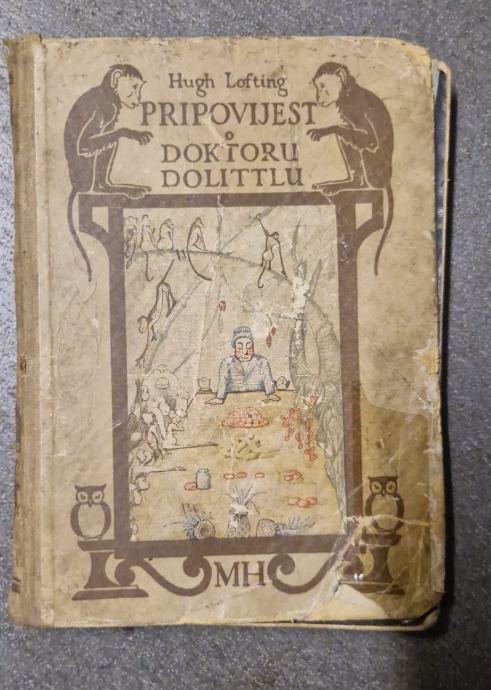 Hugh Lofting
PRIPOVIJEST
O
DOKTORU
DOLITTLU
MH